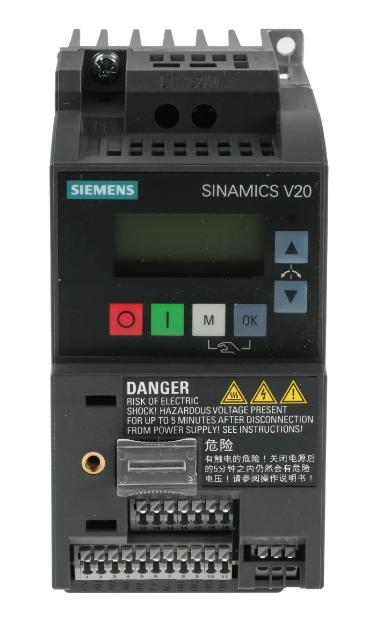 L1 L2/N
SIEMENS
SINAMICS V20
M
OK
DANGER
RISK OF ELECTRIC
SHOCK! HAZARDOUS VOLTAGE PRESENT
FOR UP TO 5 MINUTES AFTER DISCONNECTION
FROM POWER SUPPLY! SEE INSTRUCTIONS!
危险
有触电的危险！关闭电源后
的5分钟之内仍然会有危险
电压！请参阅操作说明书！